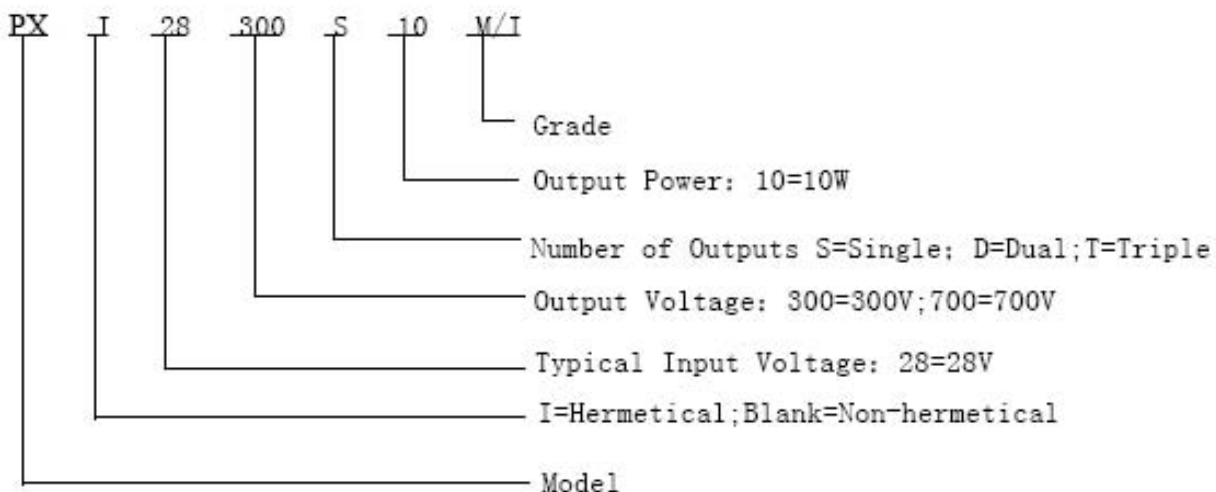 PX I 28 300 S 10 M/I
Grade
Output Power: 10=10W
Number of Outputs S=Single; D=Dual;T=Triple
Output Voltage: 300=300V;700=700V
Typical Input Voltage: 28=28V
I=Hermetical;Blank=Non-hermetical
Model